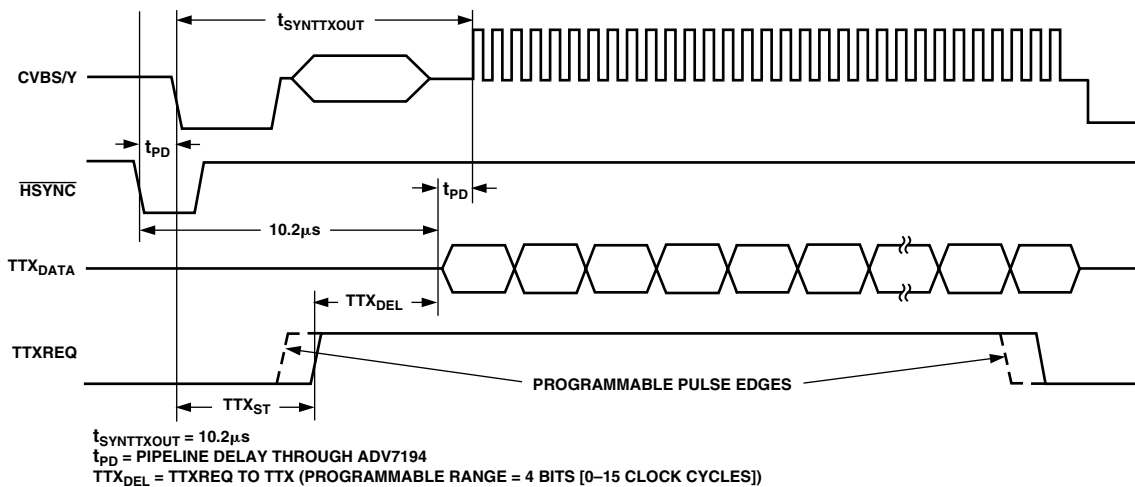 tSYNTTXOUT
CVBS/Y
tPD
HSYNC
tPD
10.2µs
TTXDATA
TTXDEL
TTXREQ
PROGRAMMABLE PULSE EDGES
TTXST
tSYNTTXOUT = 10.2µs
tPD = PIPELINE DELAY THROUGH ADV7194
TTXDEL = TTXREQ TO TTX (PROGRAMMABLE RANGE = 4 BITS [0–15 CLOCK CYCLES])